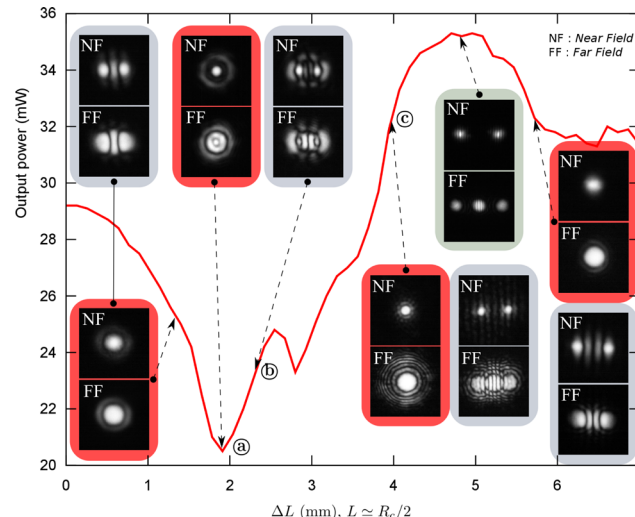 36
34
32
30
28
26
24
22
20
Output power (mW)
NF
FF
NF
FF
NF
FF
NF : Near Field
FF : Far Field
NF
FF
NF
FF
NF
FF
NF
FF
NF
FF
NF
FF
ⓐ
ⓑ
ⓒ
0
1
2
3
4
5
6
ΔL (mm), L ≃ R_c/2